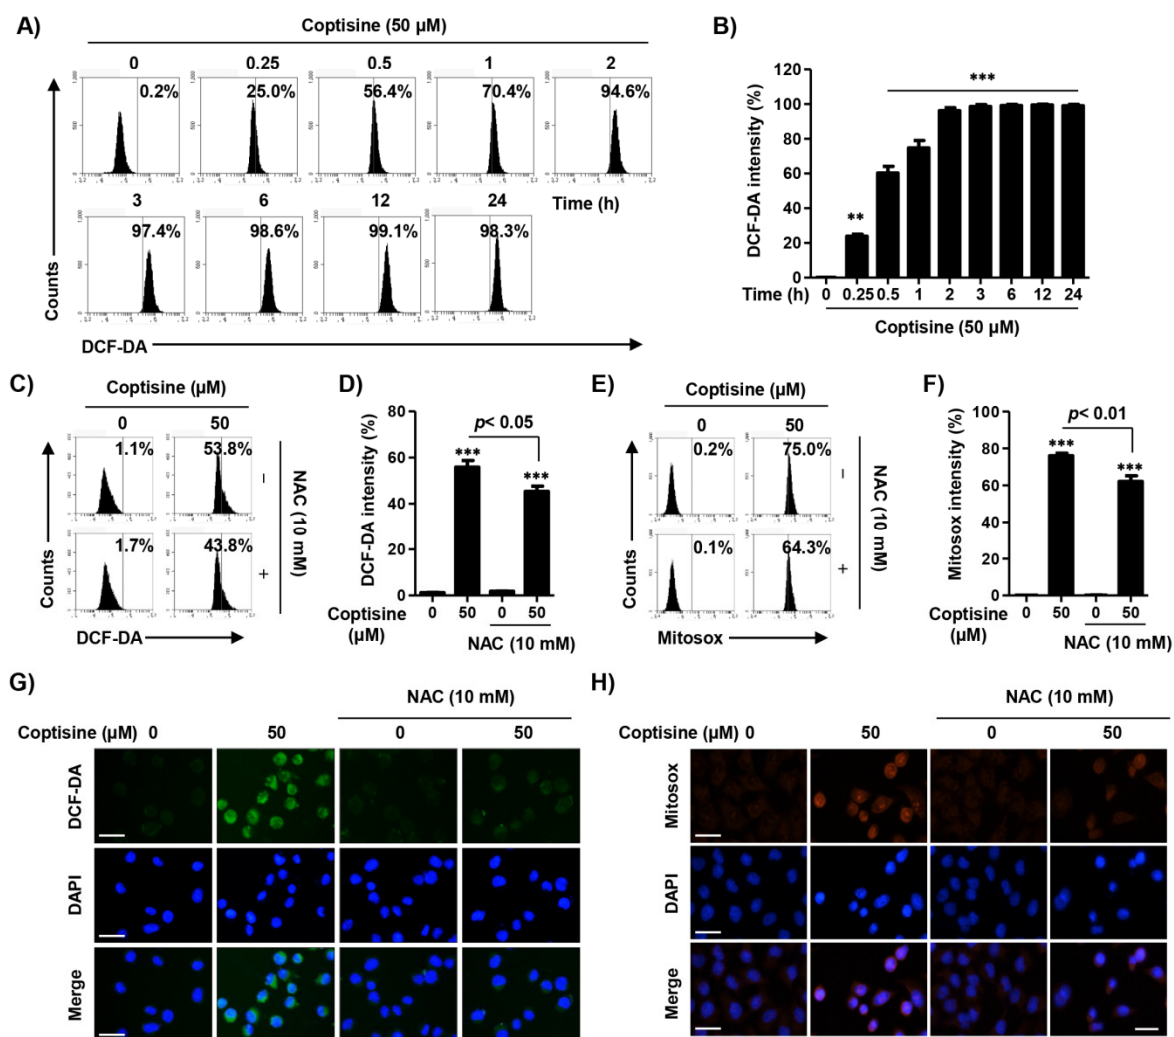 A)
Coptisine (50 µM)
0 0.25 0.5 1 2
0.2% 25.0% 56.4% 70.4% 94.6%
3 6 12 24 Time (h)
97.4% 98.6% 99.1% 98.3%
Counts
DCF-DA
B)
DCF-DA intensity (%)
120
100
80
60
40
20
0
**
***
Time (h) 0 0.25 0.5 1 2 3 6 12 24
Coptisine (50 µM)
C)
Coptisine (µM)
0 50
1.1% 53.8%
1.7% 43.8%
− +
NAC (10 mM)
Counts
DCF-DA
D)
DCF-DA intensity (%)
80
60
40
20
0
p< 0.05
*** ***
0 50 0 50
Coptisine
(µM)
NAC (10 mM)
E)
Coptisine (µM)
0 50
0.2% 75.0%
0.1% 64.3%
− +
NAC (10 mM)
Counts
Mitosox
F)
Mitosox intensity (%)
100
80
60
40
20
0
p< 0.01
*** ***
0 50 0 50
Coptisine
(µM)
NAC (10 mM)
G)
NAC (10 mM)
Coptisine (µM) 0 50 0 50
DCF-DA
DAPI
Merge
H)
NAC (10 mM)
Coptisine (µM) 0 50 0 50
Mitosox
DAPI
Merge